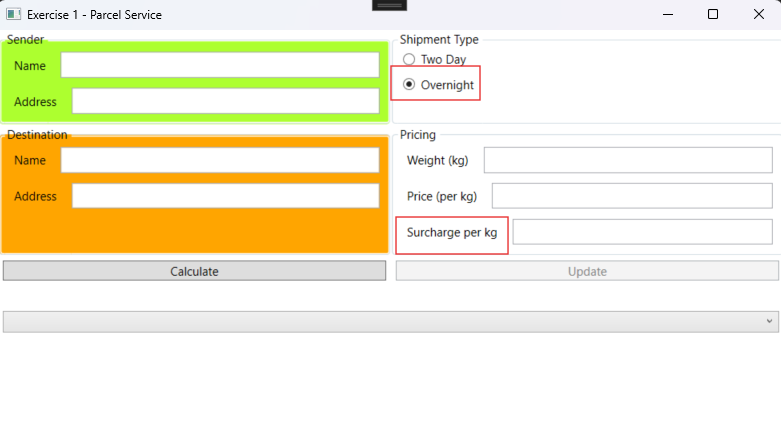 Exercise 1 - Parcel Service
Sender
Name
Address
Shipment Type
Two Day
Overnight
Destination
Name
Address
Pricing
Weight (kg)
Price (per kg)
Surcharge per kg
Calculate
Update